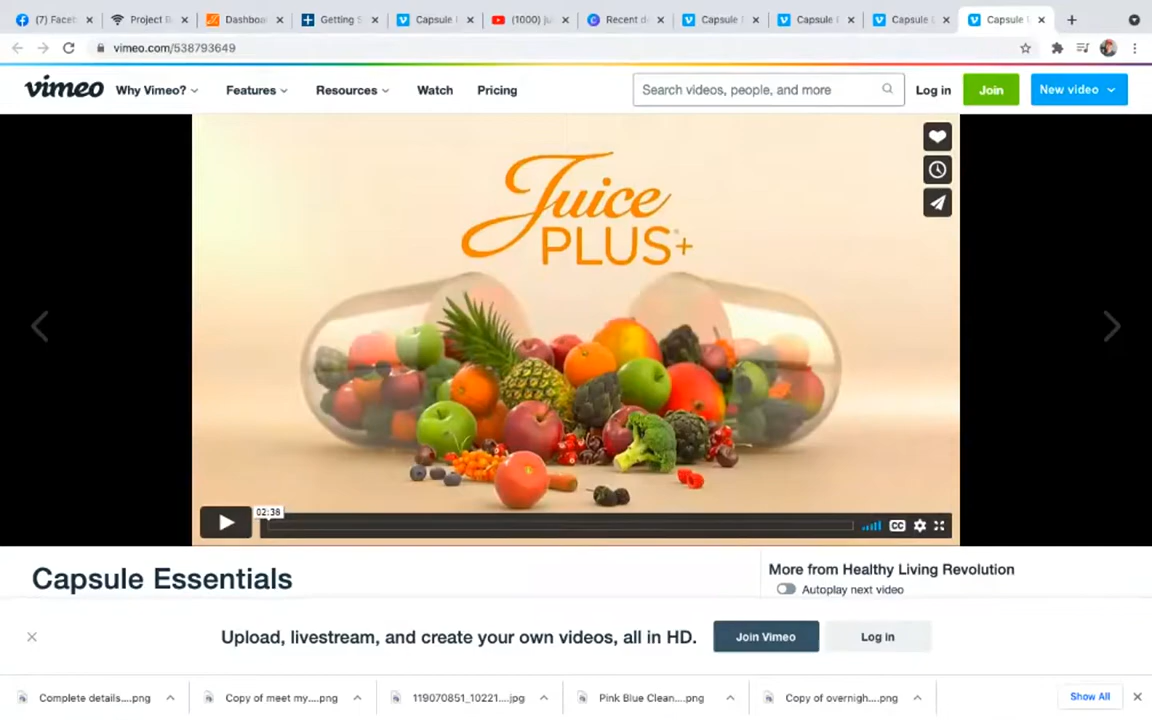 (7) Faceb
Project R
Dashboa
Getting S
Capsule
(1000) ju
Recent d
Capsule
Capsule
Capsule
Capsule
vimeo.com/538793649
vimeo
Why Vimeo?
Features
Resources
Watch
Pricing
Search videos, people, and more
Log in
Join
New video
Juice
PLUS+
02:38
CC
Capsule Essentials
More from Healthy Living Revolution
Autoplay next video
Upload, livestream, and create your own videos, all in HD.
Join Vimeo
Log in
Complete details....png
Copy of meet my....png
119070851_10221...jpg
Pink Blue Clean....png
Copy of overnigh....png
Show All